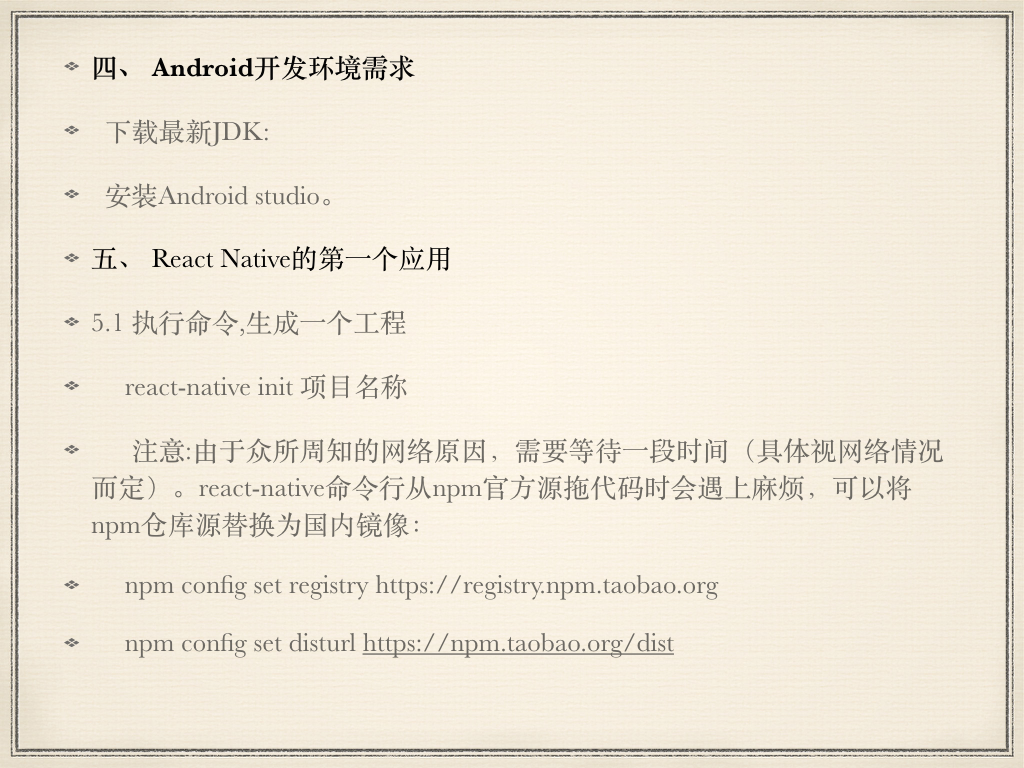 四、 Android开发环境需求
下载最新JDK:
安装Android studio。
五、 React Native的第一个应用
5.1 执行命令,生成一个工程
react-native init 项目名称
注意:由于众所周知的网络原因，需要等待一段时间（具体视网络情况
而定）。react-native命令行从npm官方源拖代码时会遇上麻烦，可以将
npm仓库源替换为国内镜像：
npm config set registry https://registry.npm.taobao.org
npm config set disturl https://npm.taobao.org/dist